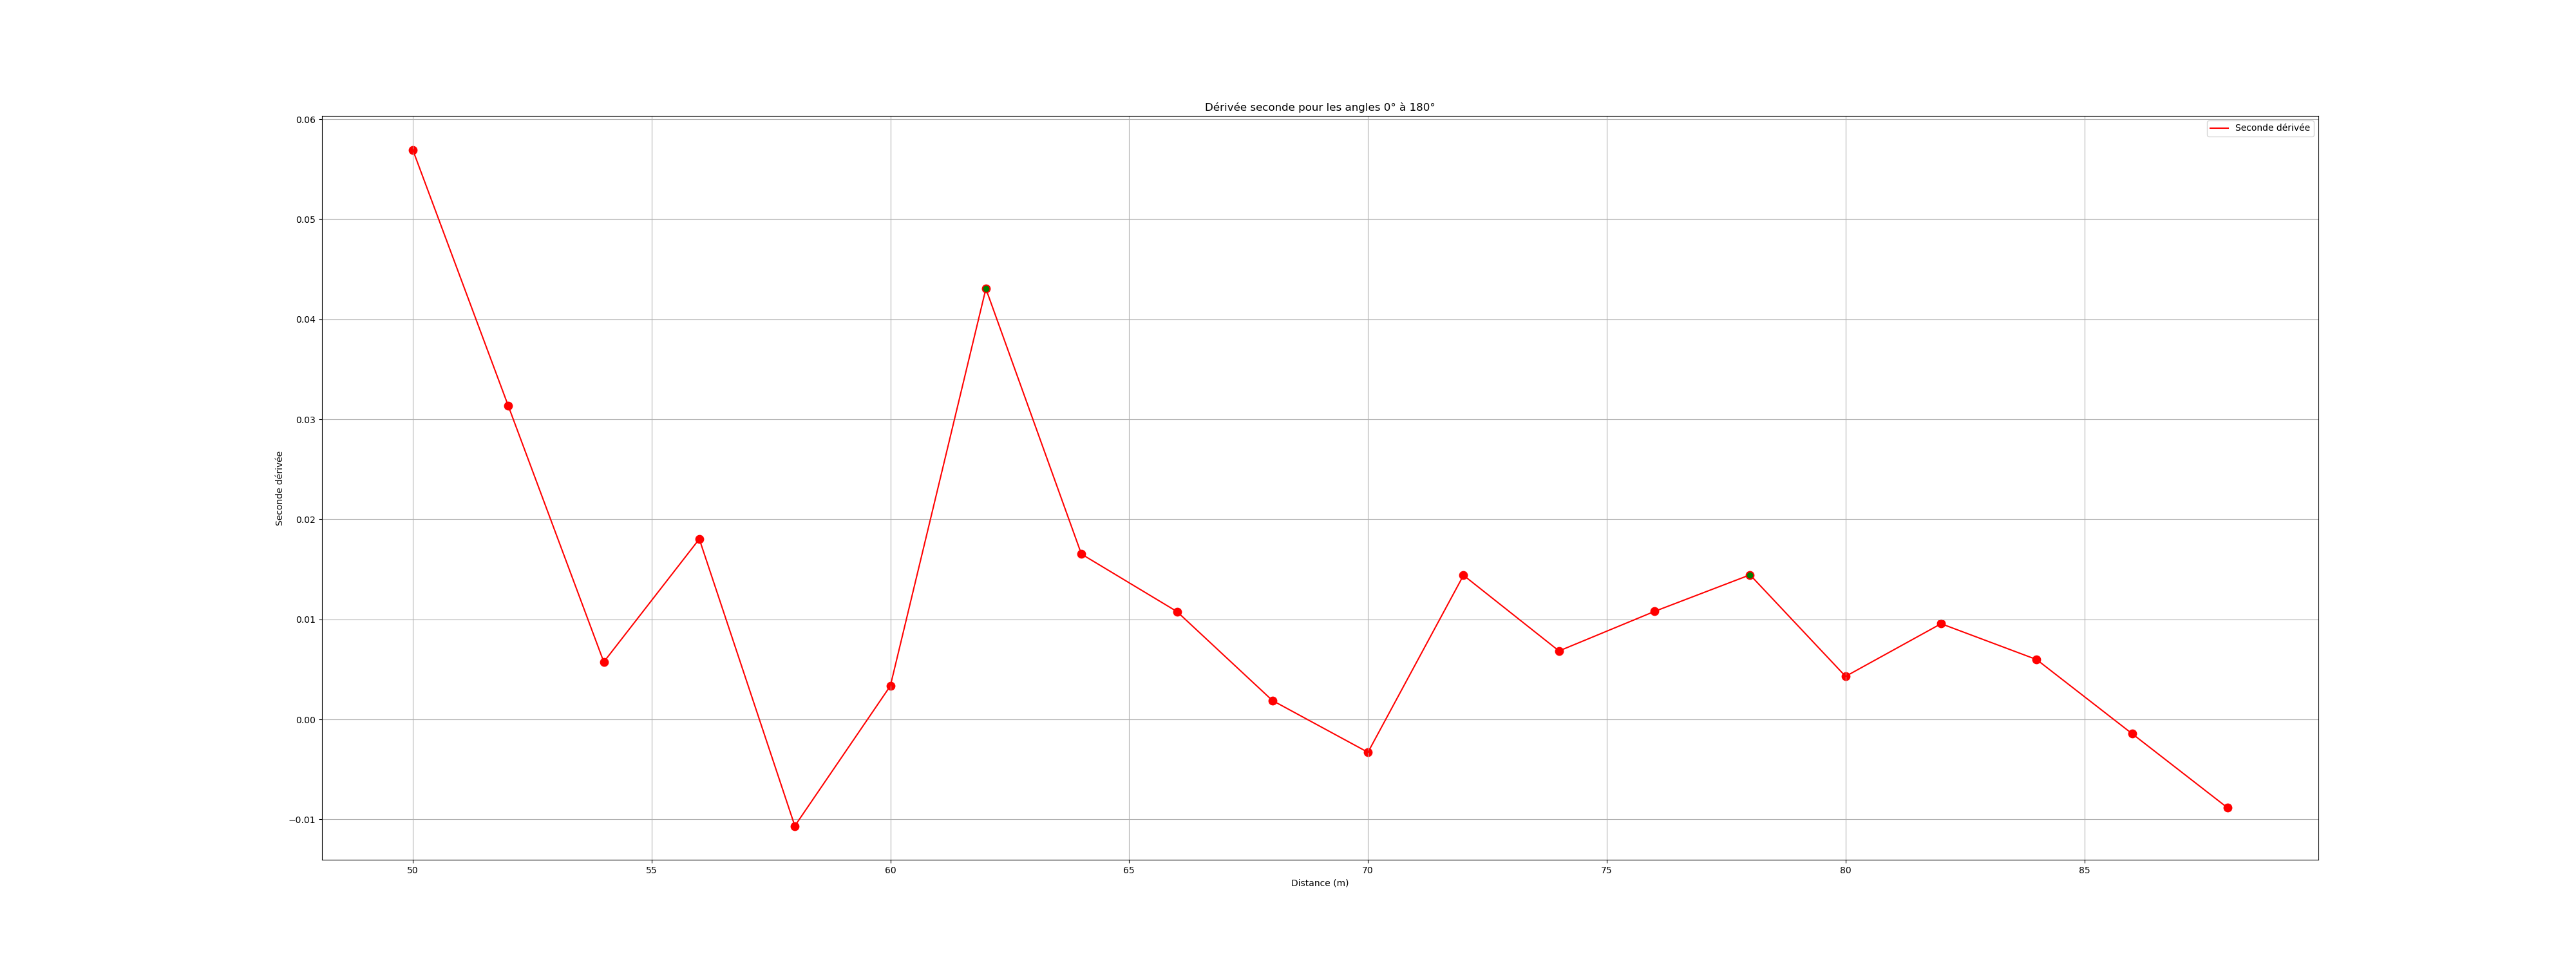 Dérivée seconde pour les angles 0° à 180°
Seconde dérivée
0.06
0.05
0.04
0.03
0.02
0.01
0.00
−0.01
Seconde dérivée
50 55 60 65 70 75 80 85
Distance (m)